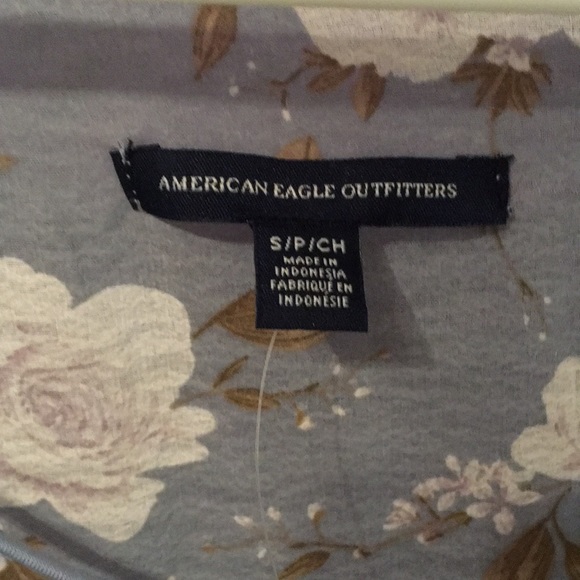 AMERICAN EAGLE OUTFITTERS
S/P/CH
MADE IN
INDONESIA
FABRIQUÉ EN
INDONÉSIE